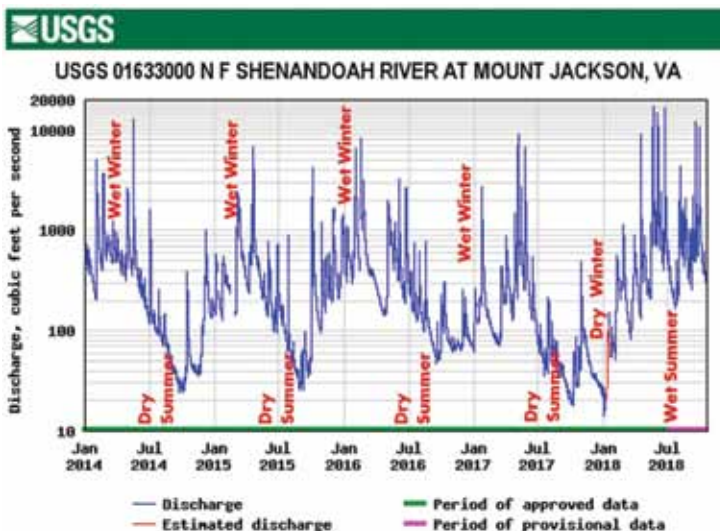 USGS
USGS 01633000 N F SHENANDOAH RIVER AT MOUNT JACKSON, VA
Discharge, cubic feet per second
20000
10000
1000
100
10
Wet Winter
Wet Winter
Wet Winter
Wet Winter
Dry Winter
Dry Summer
Dry Summer
Dry Summer
Dry Summer
Wet Summer
Jan Jul Jan Jul Jan Jul Jan Jul Jan Jul
2014 2014 2015 2015 2016 2016 2017 2017 2018 2018
Discharge Period of approved data
Estimated discharge Period of provisional data